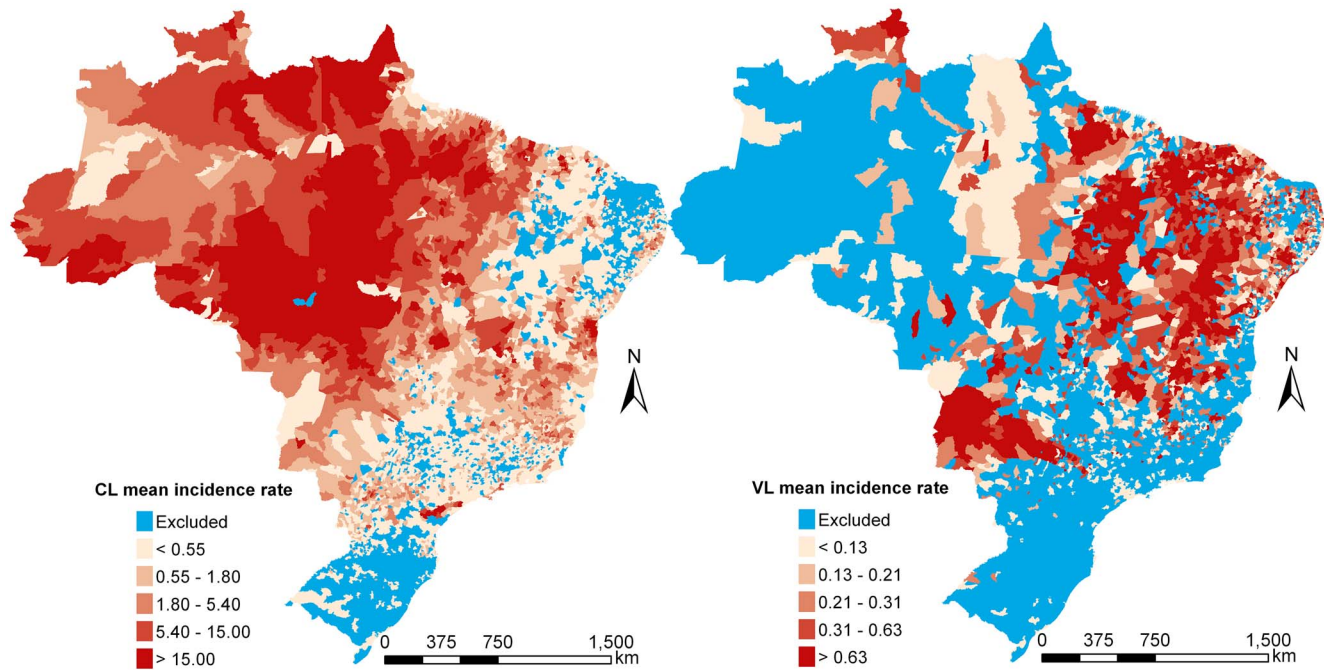 N
CL mean incidence rate
Excluded
< 0.55
0.55 - 1.80
1.80 - 5.40
5.40 - 15.00
> 15.00
0 375 750 1,500
km
N
VL mean incidence rate
Excluded
< 0.13
0.13 - 0.21
0.21 - 0.31
0.31 - 0.63
> 0.63
0 375 750 1,500
km